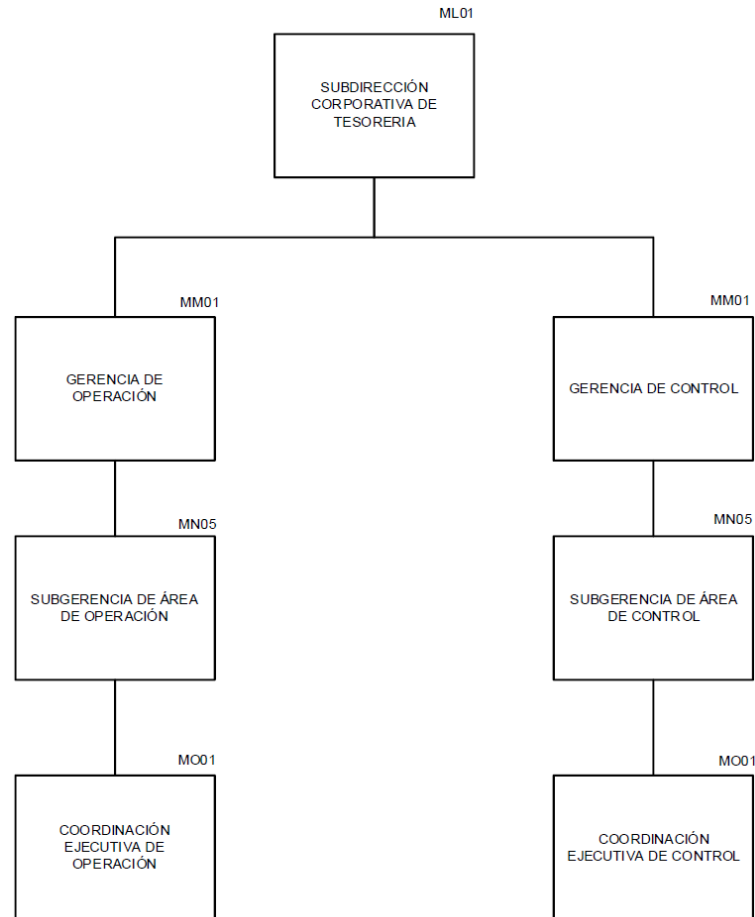 ML01
SUBDIRECCIÓN
CORPORATIVA DE
TESORERIA
MM01
GERENCIA DE
OPERACIÓN
MM01
GERENCIA DE CONTROL
MN05
SUBGERENCIA DE ÁREA
DE OPERACIÓN
MN05
SUBGERENCIA DE ÁREA
DE CONTROL
MO01
COORDINACIÓN
EJECUTIVA DE
OPERACIÓN
MO01
COORDINACIÓN
EJECUTIVA DE CONTROL